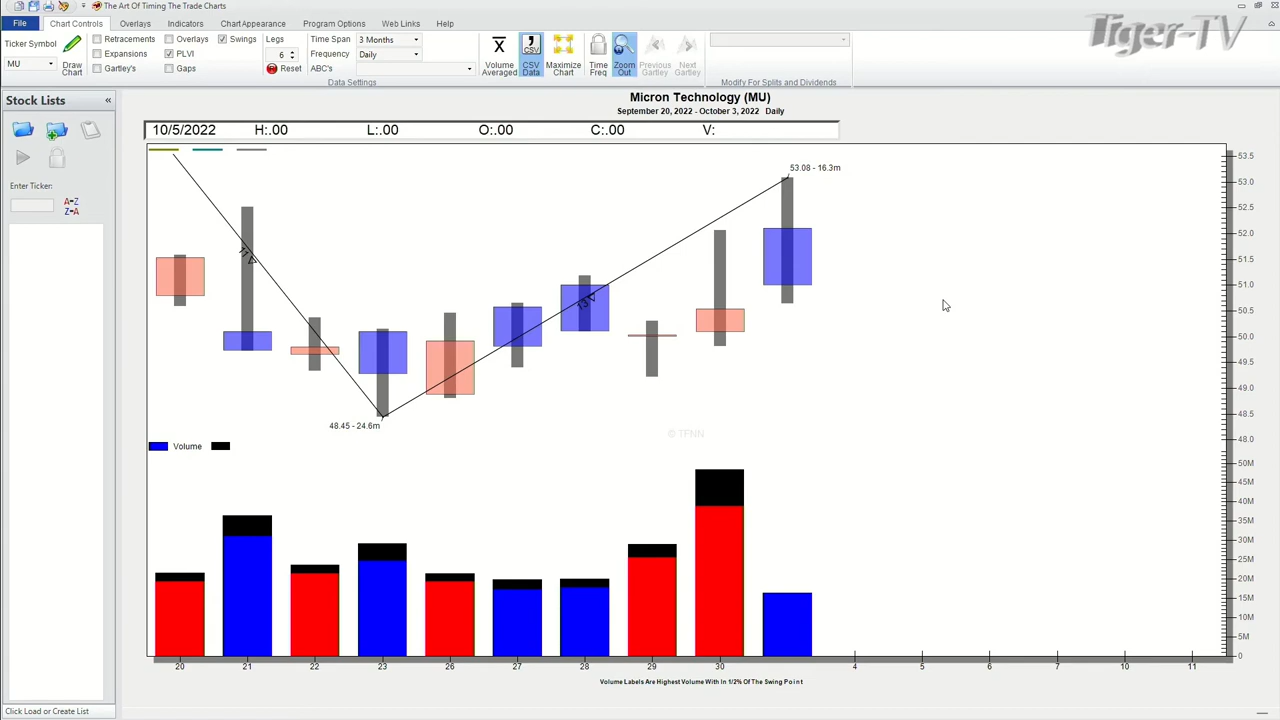 The Art Of Timing The Trade Charts
Tiger-TV
File Chart Controls Overlays Indicators Chart Appearance Program Options Web Links Help
Ticker Symbol
MU
Draw Chart
Retracements Overlays Swings
Expansions PLVI
Gartley's Gaps
Legs
6
Reset
Time Span 3 Months
Frequency Daily
ABC's
Data Settings
Volume Averaged
CSV Data
Maximize Chart
Time Freq
Zoom Out
Previous Gartley
Next Gartley
Modify For Splits and Dividends
Stock Lists «
Enter Ticker:
A-Z
Z-A
Click Load or Create List
Micron Technology (MU)
September 20, 2022 - October 3, 2022 Daily
10/5/2022 H:.00 L:.00 O:.00 C:.00 V:
53.08 - 16.3m
11
13
48.45 - 24.6m
© TFNN
Volume
53.5
53.0
52.5
52.0
51.5
51.0
50.5
50.0
49.5
49.0
48.5
48.0
50M
45M
40M
35M
30M
25M
20M
15M
10M
5M
0
20 21 22 23 26 27 28 29 30 4 5 6 7 10 11
Volume Labels Are Highest Volume With In 1/2% Of The Swing Point